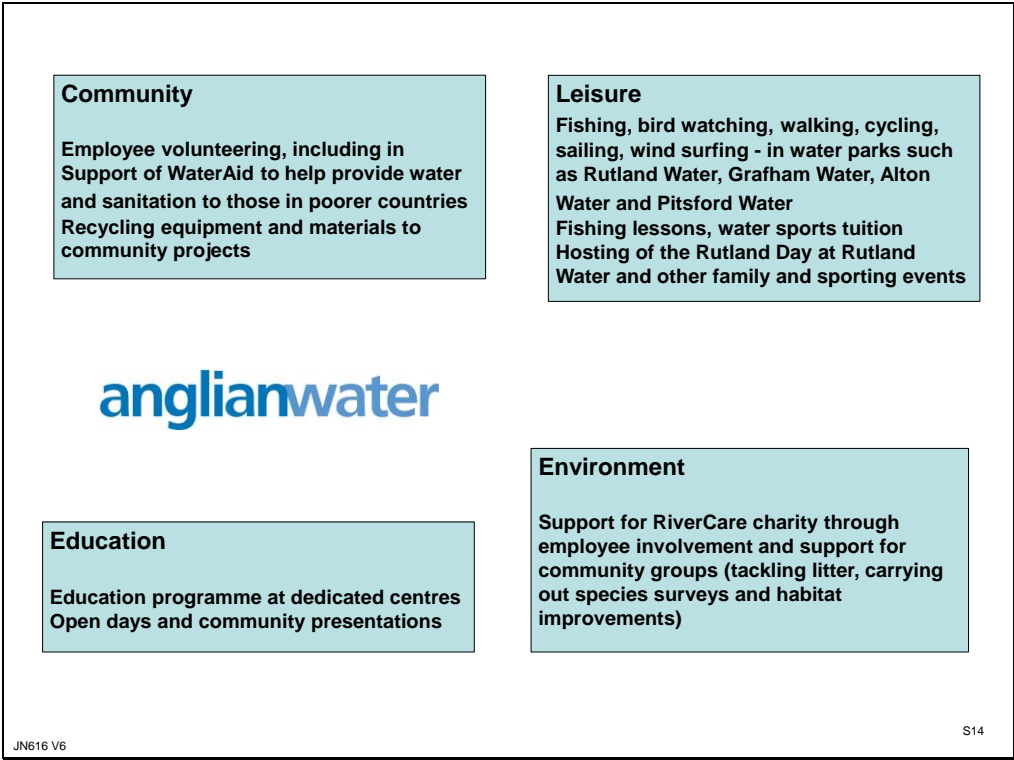 Community
Employee volunteering, including in
Support of WaterAid to help provide water
and sanitation to those in poorer countries
Recycling equipment and materials to
community projects
Leisure
Fishing, bird watching, walking, cycling,
sailing, wind surfing - in water parks such
as Rutland Water, Grafham Water, Alton
Water and Pitsford Water
Fishing lessons, water sports tuition
Hosting of the Rutland Day at Rutland
Water and other family and sporting events
anglianwater
Education
Education programme at dedicated centres
Open days and community presentations
Environment
Support for RiverCare charity through
employee involvement and support for
community groups (tackling litter, carrying
out species surveys and habitat
improvements)
S14
JN616 V6